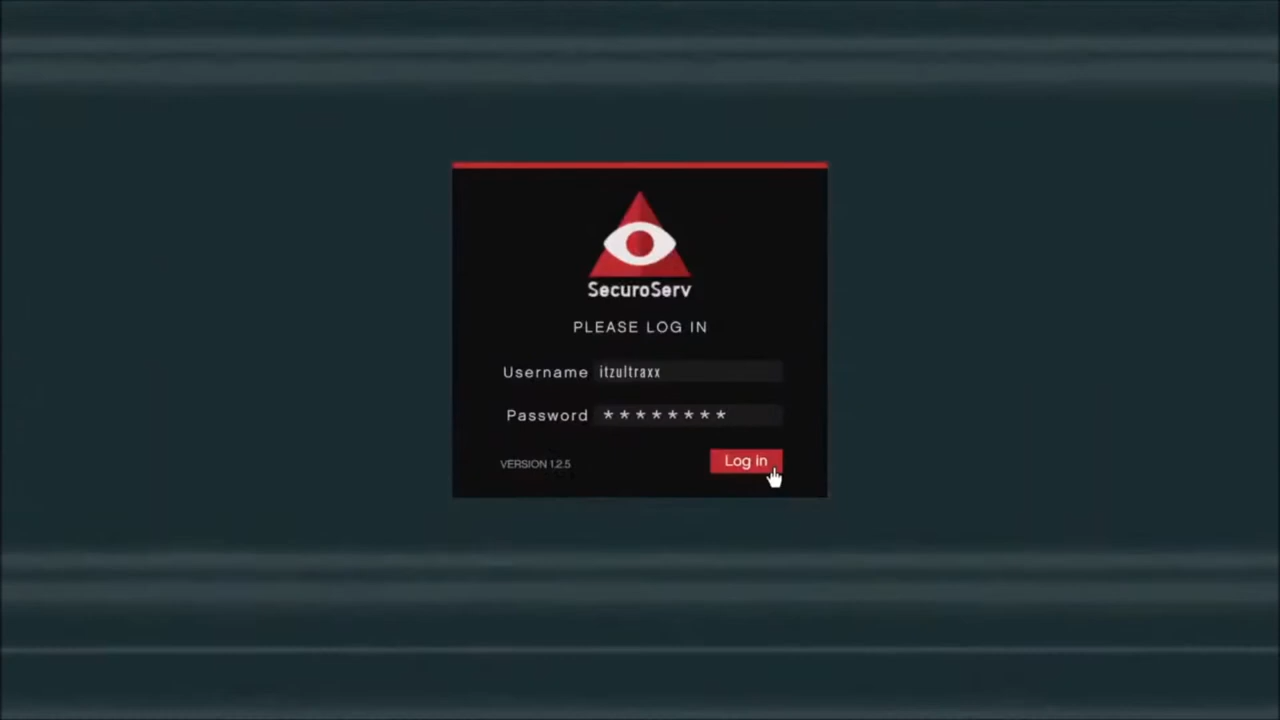 SecuroServ
PLEASE LOG IN
Username itzultraxx
Password ********
VERSION 1.2.5 Log in